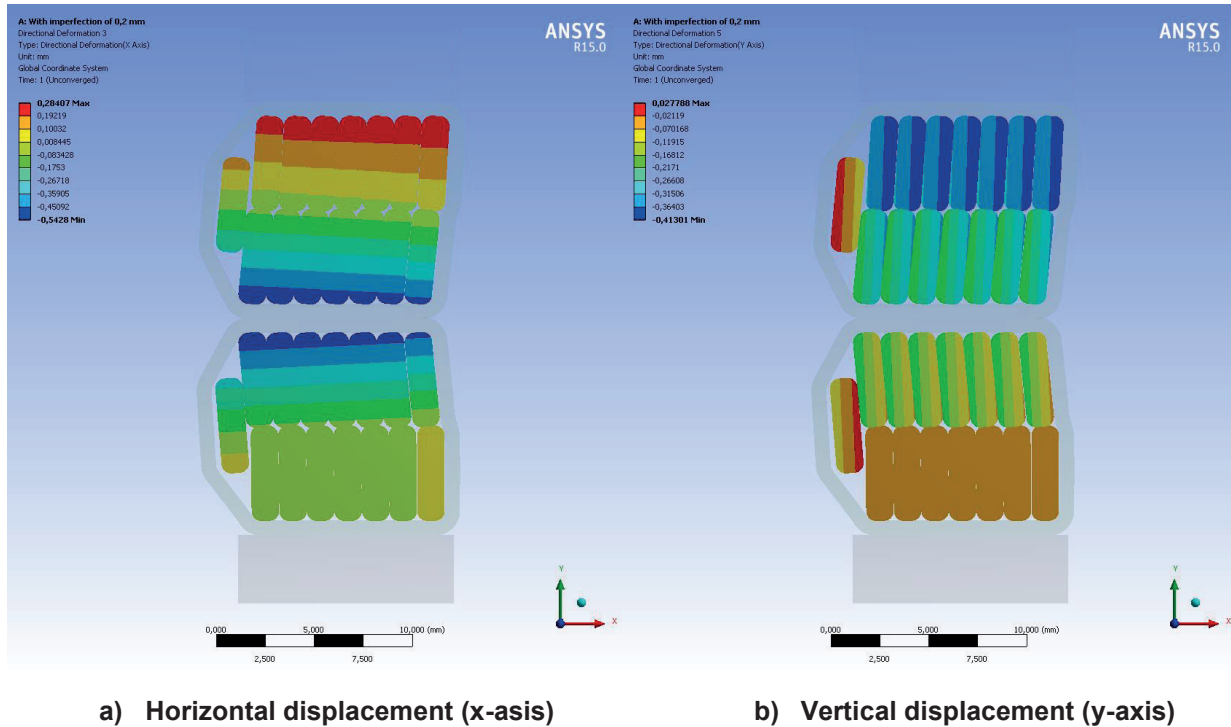 A: With imperfection of 0,2 mm
Directional Deformation 3
Type: Directional Deformation(X Axis)
Unit: mm
Global Coordinate System
Time: 1 (Unconverged)
ANSYS
R15.0
0,28407 Max
0,19219
0,10032
0,008445
-0,083428
-0,1753
-0,26718
-0,35905
-0,45092
-0,5428 Min
Y
X
0,000
5,000
10,000 (mm)
2,500
7,500
A: With imperfection of 0,2 mm
Directional Deformation 5
Type: Directional Deformation(Y Axis)
Unit: mm
Global Coordinate System
Time: 1 (Unconverged)
ANSYS
R15.0
0,027788 Max
-0,02119
-0,070168
-0,11915
-0,16812
-0,2171
-0,26608
-0,31506
-0,36403
-0,41301 Min
Y
X
0,000
5,000
10,000 (mm)
2,500
7,500
a) Horizontal displacement (x-asis)
b) Vertical displacement (y-axis)